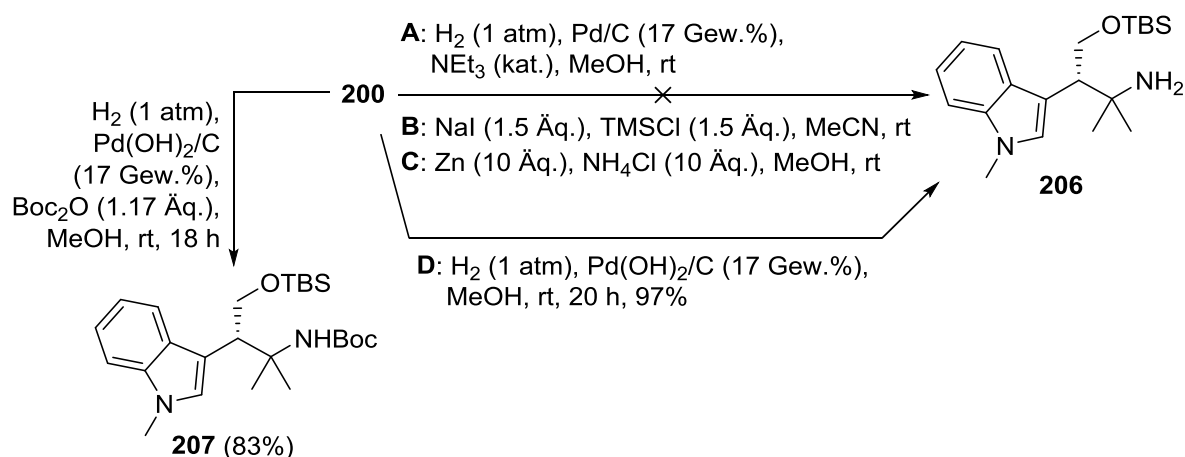 A: H₂ (1 atm), Pd/C (17 Gew.%),
NEt₃ (kat.), MeOH, rt
200
B: NaI (1.5 Äq.), TMSCl (1.5 Äq.), MeCN, rt
C: Zn (10 Äq.), NH₄Cl (10 Äq.), MeOH, rt
D: H₂ (1 atm), Pd(OH)₂/C (17 Gew.%),
MeOH, rt, 20 h, 97%
H₂ (1 atm),
Pd(OH)₂/C
(17 Gew.%),
Boc₂O (1.17 Äq.),
MeOH, rt, 18 h
OTBS
NH₂
N
206
OTBS
NHBoc
N
207 (83%)